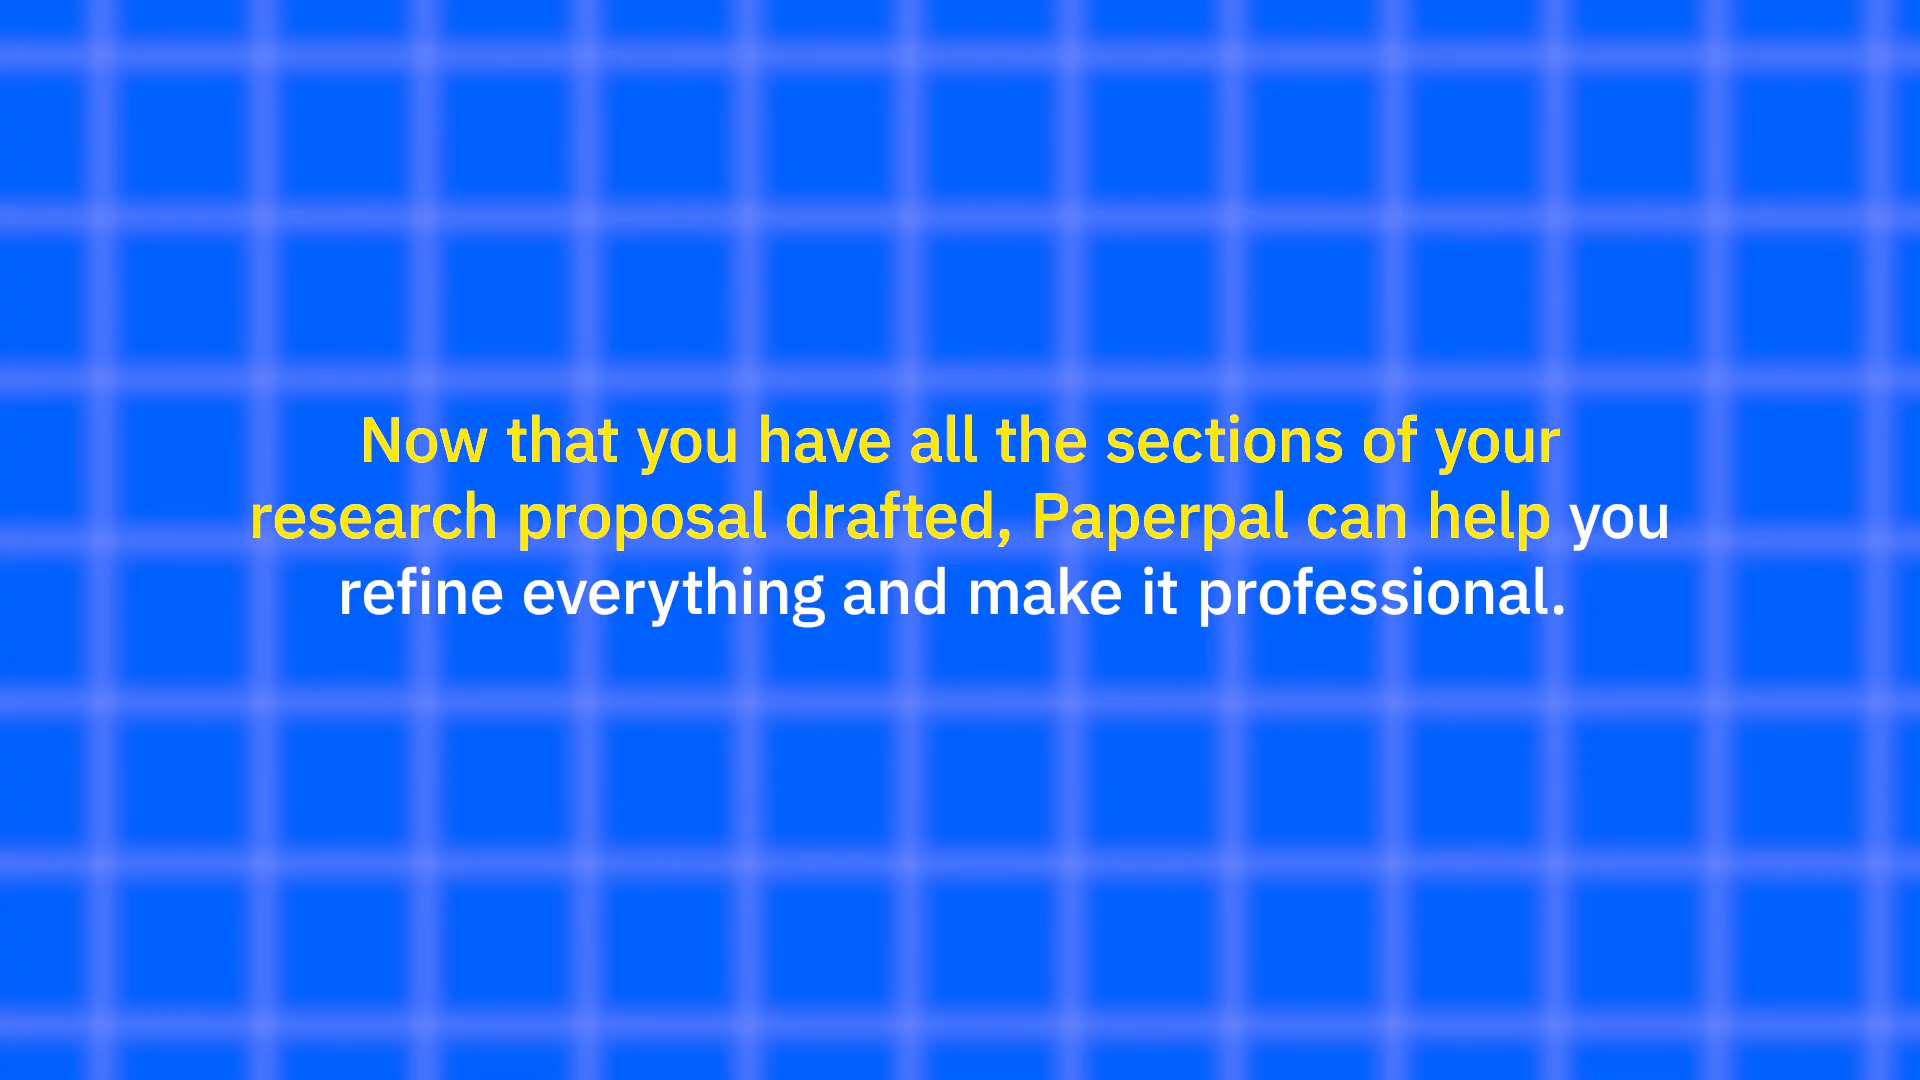 Now that you have all the sections of your
research proposal drafted, Paperpal can help you
refine everything and make it professional.